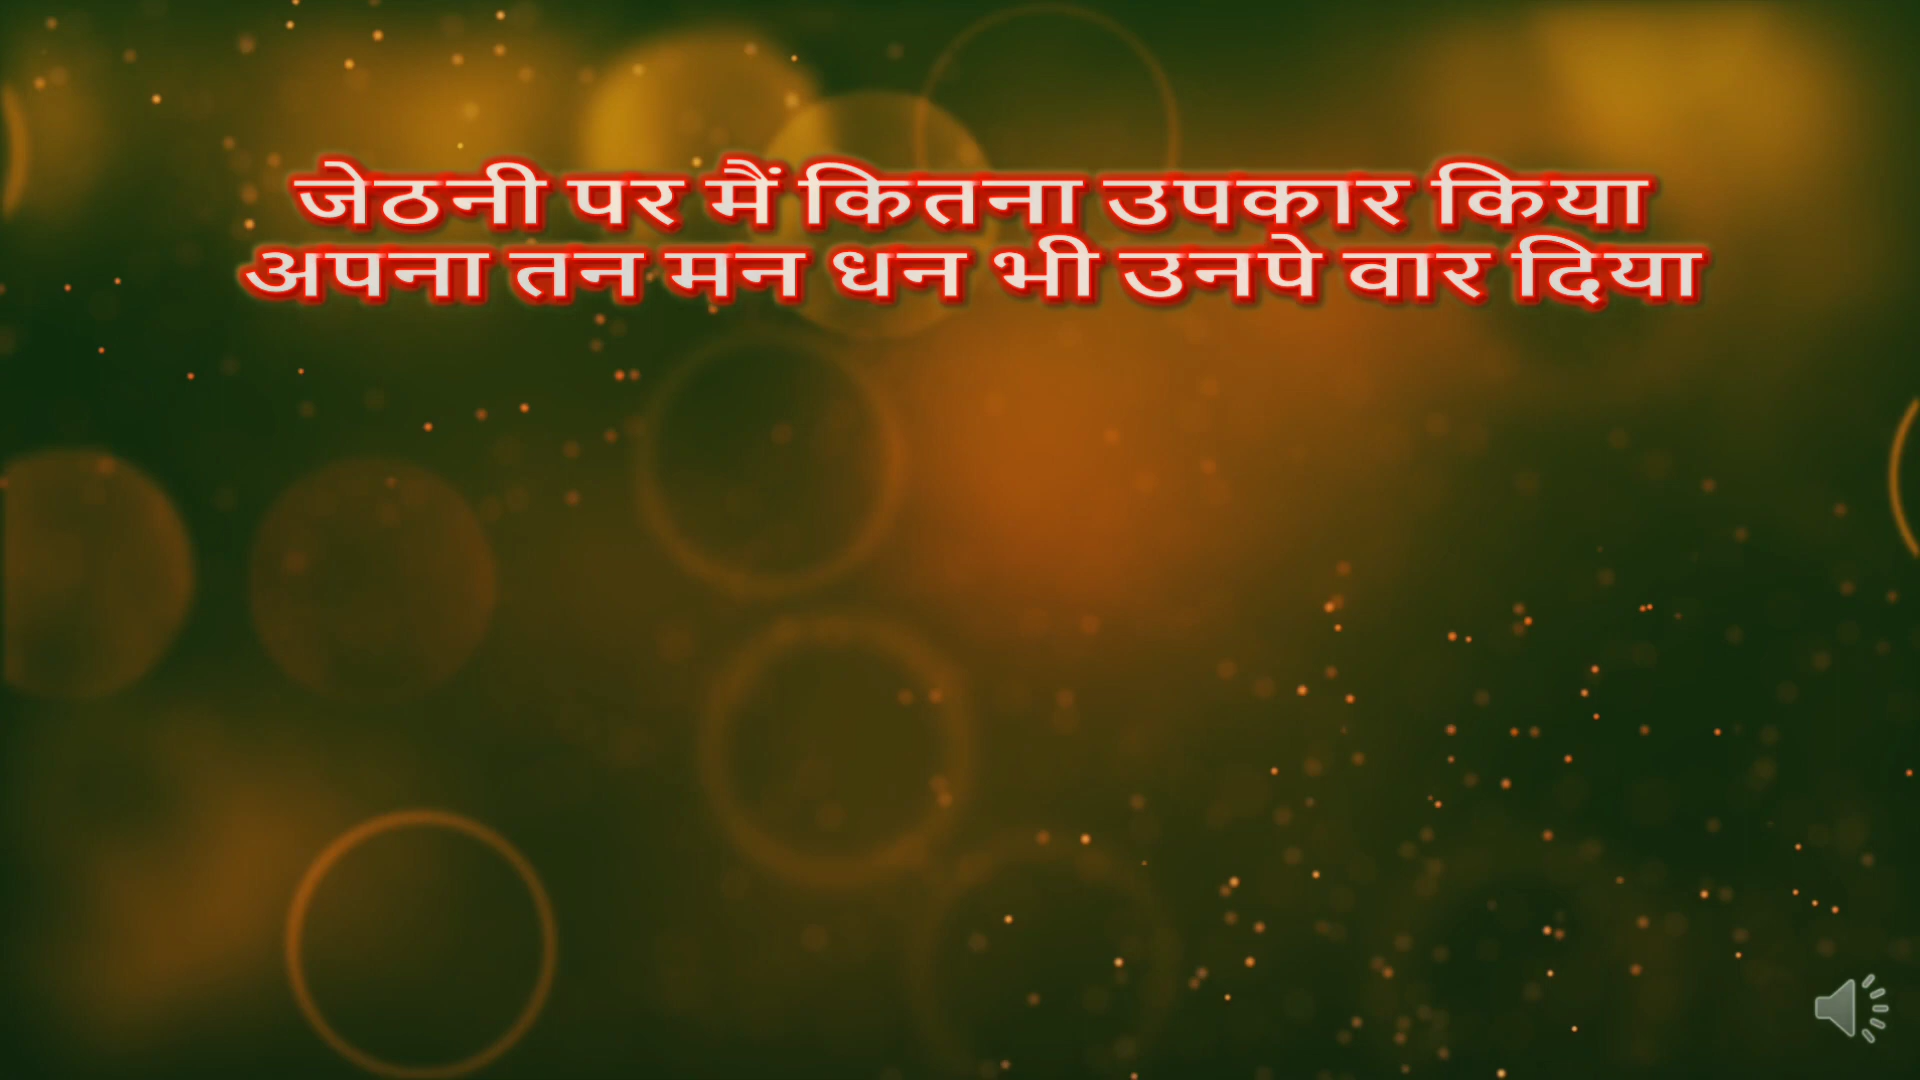 जेठनी पर मैं कितना उपकार किया
अपना तन मन धन भी उनपे वार दिया